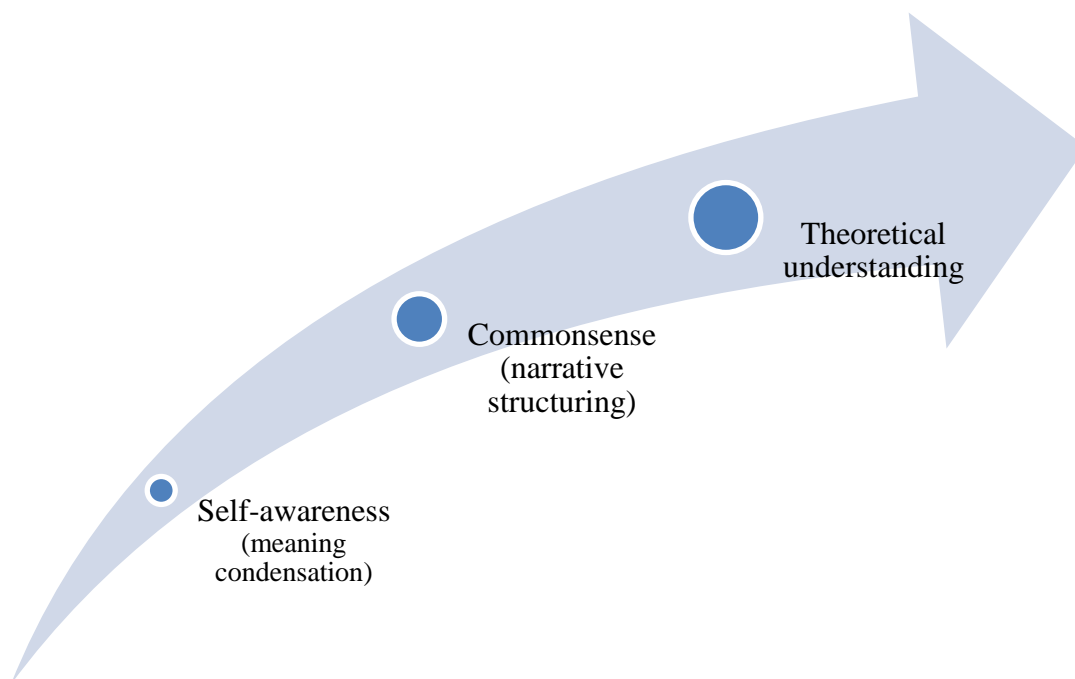 Theoretical
understanding
Commonsense
(narrative
structuring)
Self-awareness
(meaning
condensation)